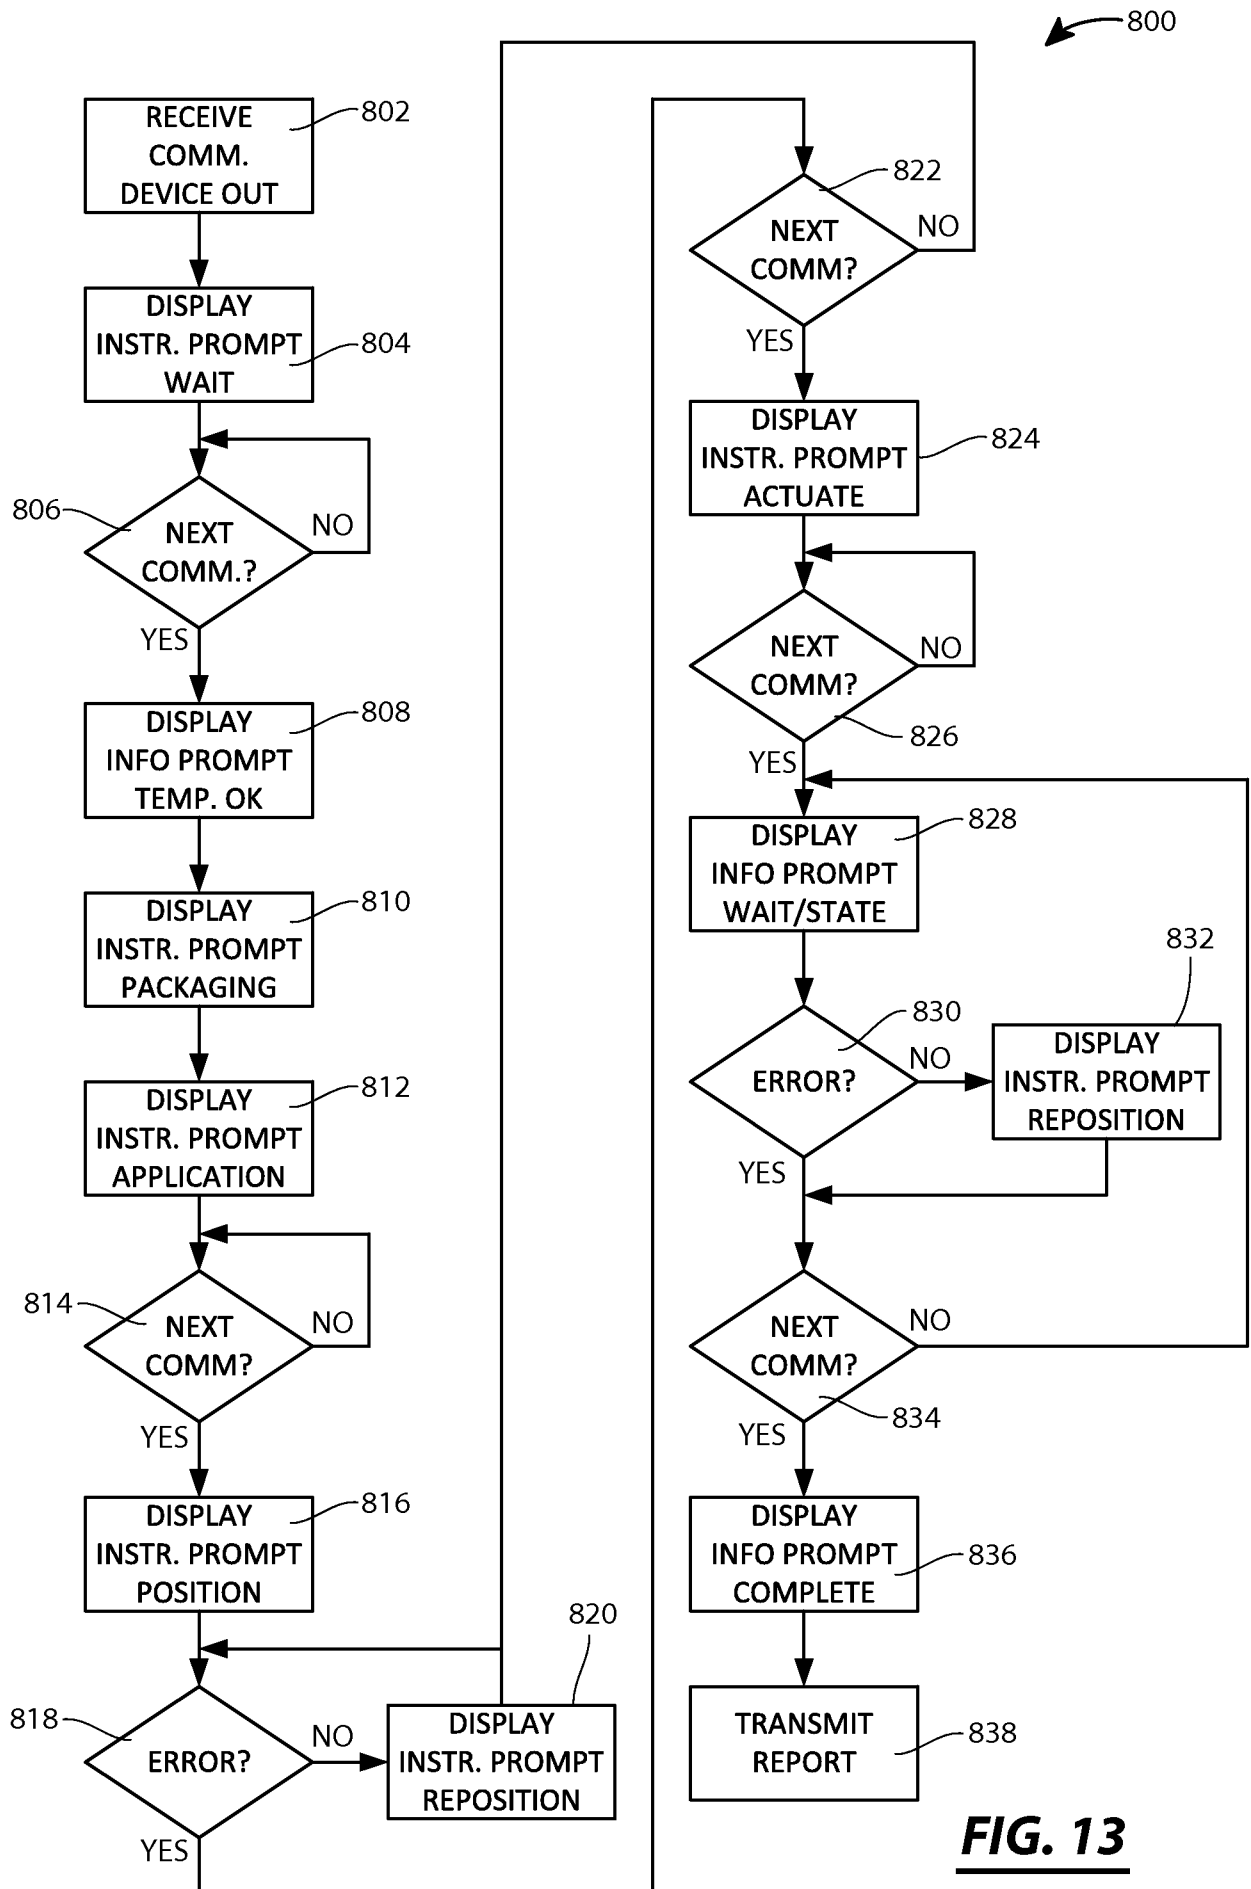 800
RECEIVE
COMM.
DEVICE OUT
802
DISPLAY
INSTR. PROMPT
WAIT
804
806
NEXT
COMM.?
NO
YES
DISPLAY
INFO PROMPT
TEMP. OK
808
DISPLAY
INSTR. PROMPT
PACKAGING
810
DISPLAY
INSTR. PROMPT
APPLICATION
812
814
NEXT
COMM?
NO
YES
DISPLAY
INSTR. PROMPT
POSITION
816
818
ERROR?
NO
YES
820
DISPLAY
INSTR. PROMPT
REPOSITION
822
NEXT
COMM?
NO
YES
DISPLAY
INSTR. PROMPT
ACTUATE
824
NEXT
COMM?
NO
826
YES
DISPLAY
INFO PROMPT
WAIT/STATE
828
830
ERROR?
NO
YES
832
DISPLAY
INSTR. PROMPT
REPOSITION
NEXT
COMM?
NO
834
YES
DISPLAY
INFO PROMPT
COMPLETE
836
TRANSMIT
REPORT
838
FIG. 13